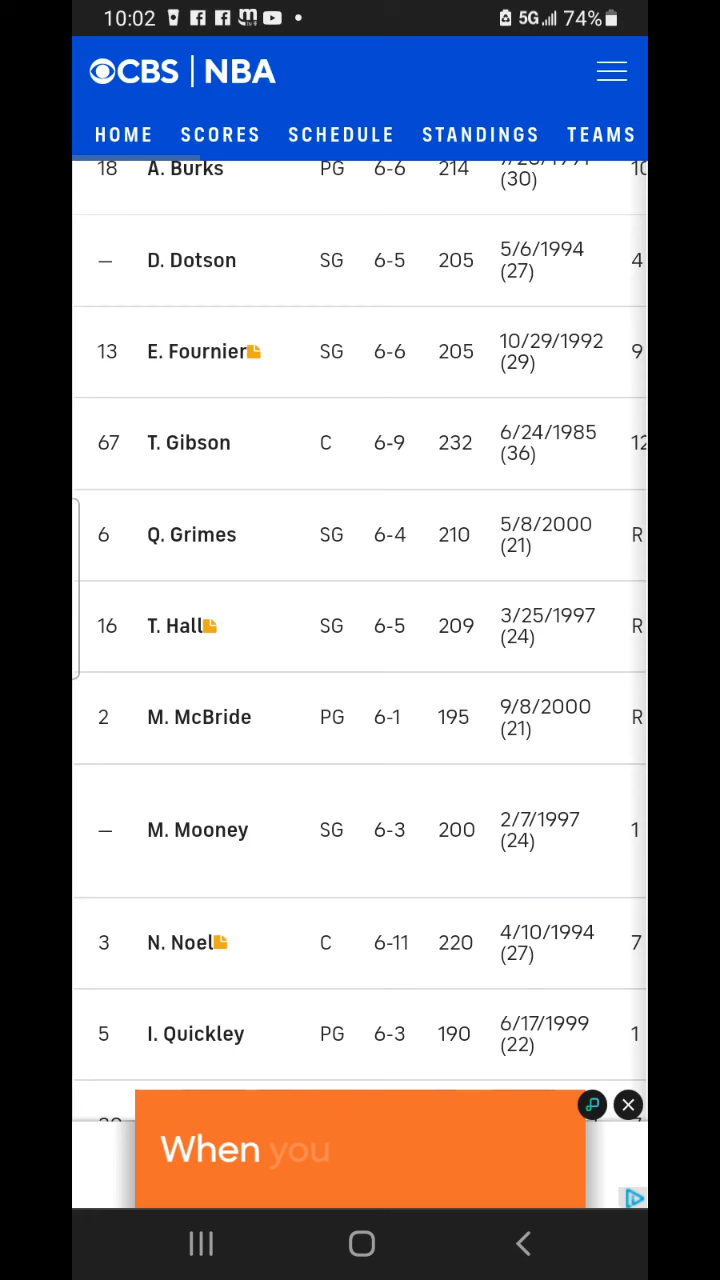 10:02 5G 74%
CBS | NBA
HOME SCORES SCHEDULE STANDINGS TEAMS
18 A. Burks PG 6-6 214
(30)
— D. Dotson SG 6-5 205 5/6/1994 (27) 4
13 E. Fournier SG 6-6 205 10/29/1992 (29) 9
67 T. Gibson C 6-9 232 6/24/1985 (36) 12
6 Q. Grimes SG 6-4 210 5/8/2000 (21) R
16 T. Hall SG 6-5 209 3/25/1997 (24) R
2 M. McBride PG 6-1 195 9/8/2000 (21) R
— M. Mooney SG 6-3 200 2/7/1997 (24) 1
3 N. Noel C 6-11 220 4/10/1994 (27) 7
5 I. Quickley PG 6-3 190 6/17/1999 (22) 1
When you